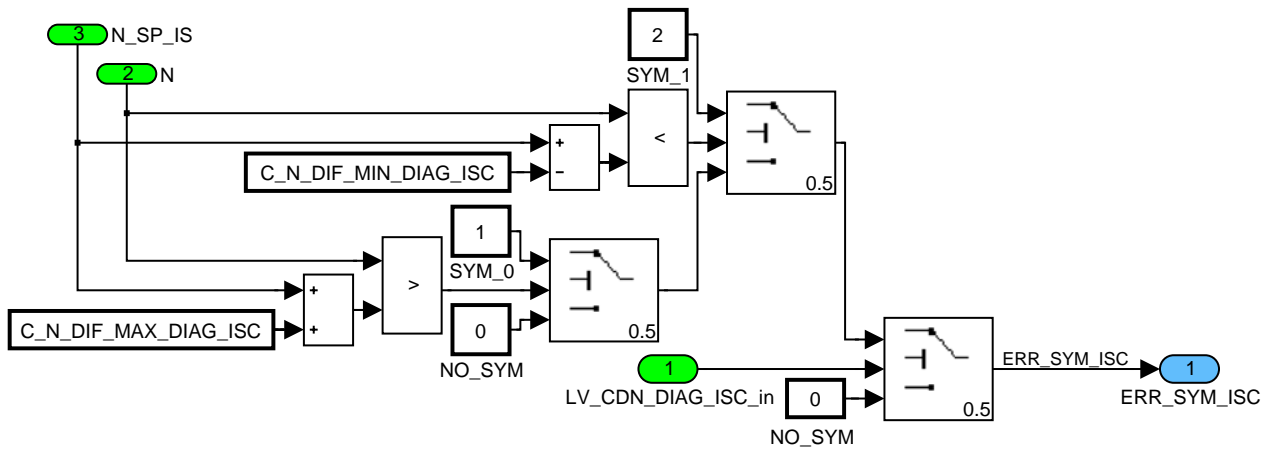 3 N_SP_IS
2 N
2
SYM_1
+
−
<
C_N_DIF_MIN_DIAG_ISC
0.5
1
SYM_0
+
+
>
C_N_DIF_MAX_DIAG_ISC
0
NO_SYM
0.5
1
LV_CDN_DIAG_ISC_in
0
NO_SYM
0.5
ERR_SYM_ISC
1
ERR_SYM_ISC